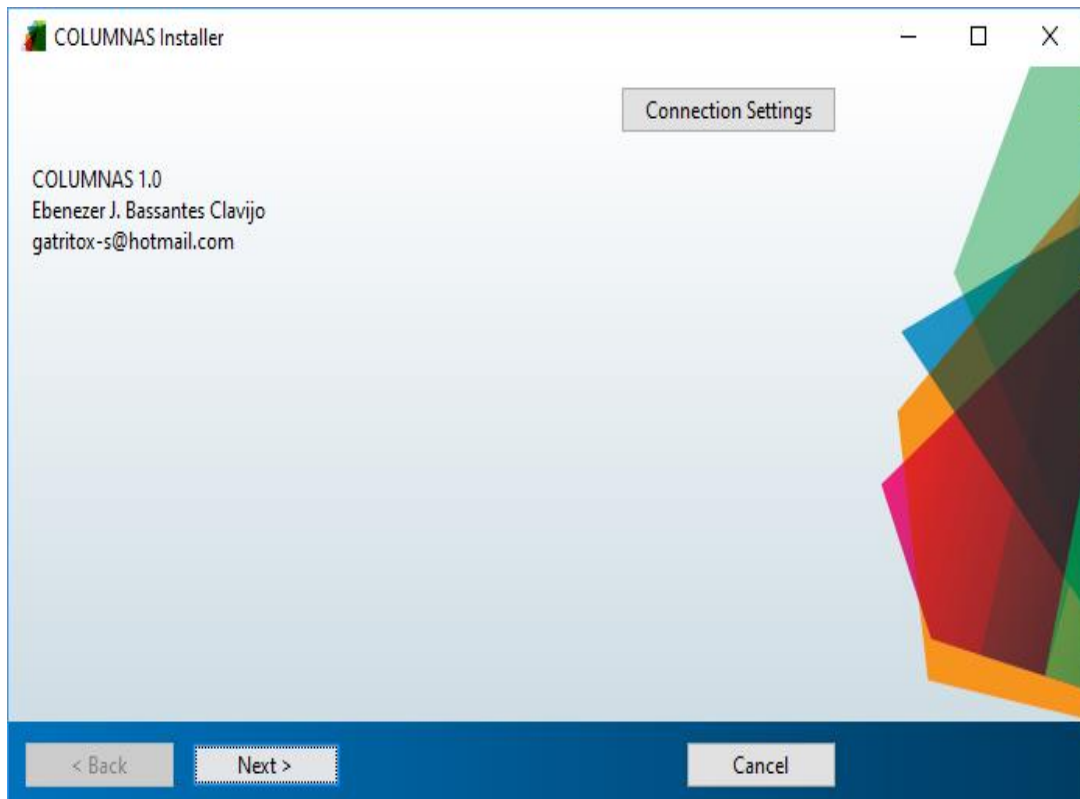 COLUMNAS Installer
Connection Settings
COLUMNAS 1.0
Ebenezer J. Bassantes Clavijo
gatritox-s@hotmail.com
< Back
Next >
Cancel